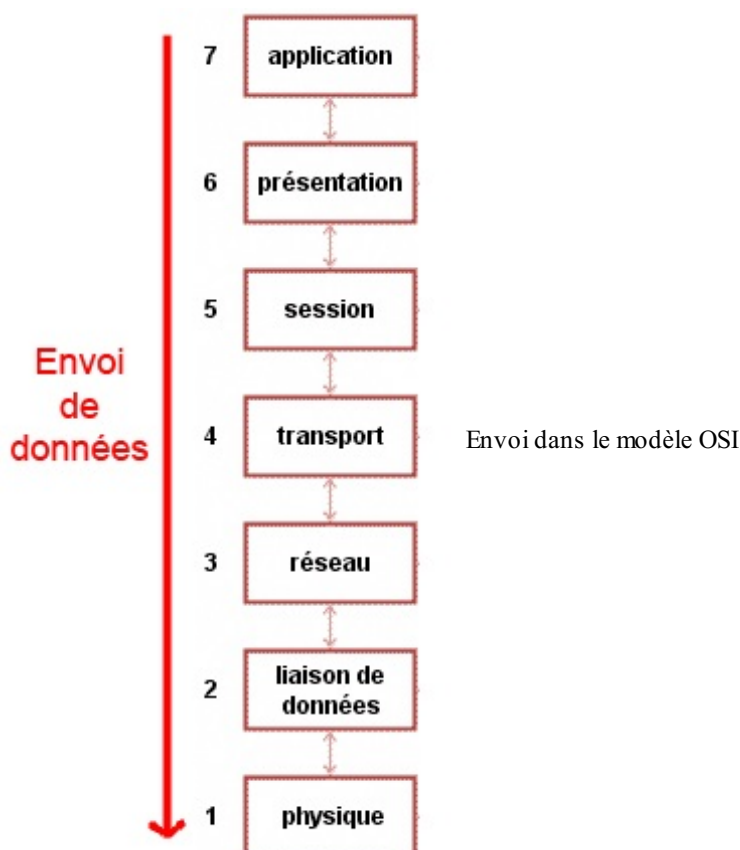 7 application
6 présentation
5 session
Envoi
de
données
4 transport
Envoi dans le modèle OSI
3 réseau
2 liaison de
données
1 physique